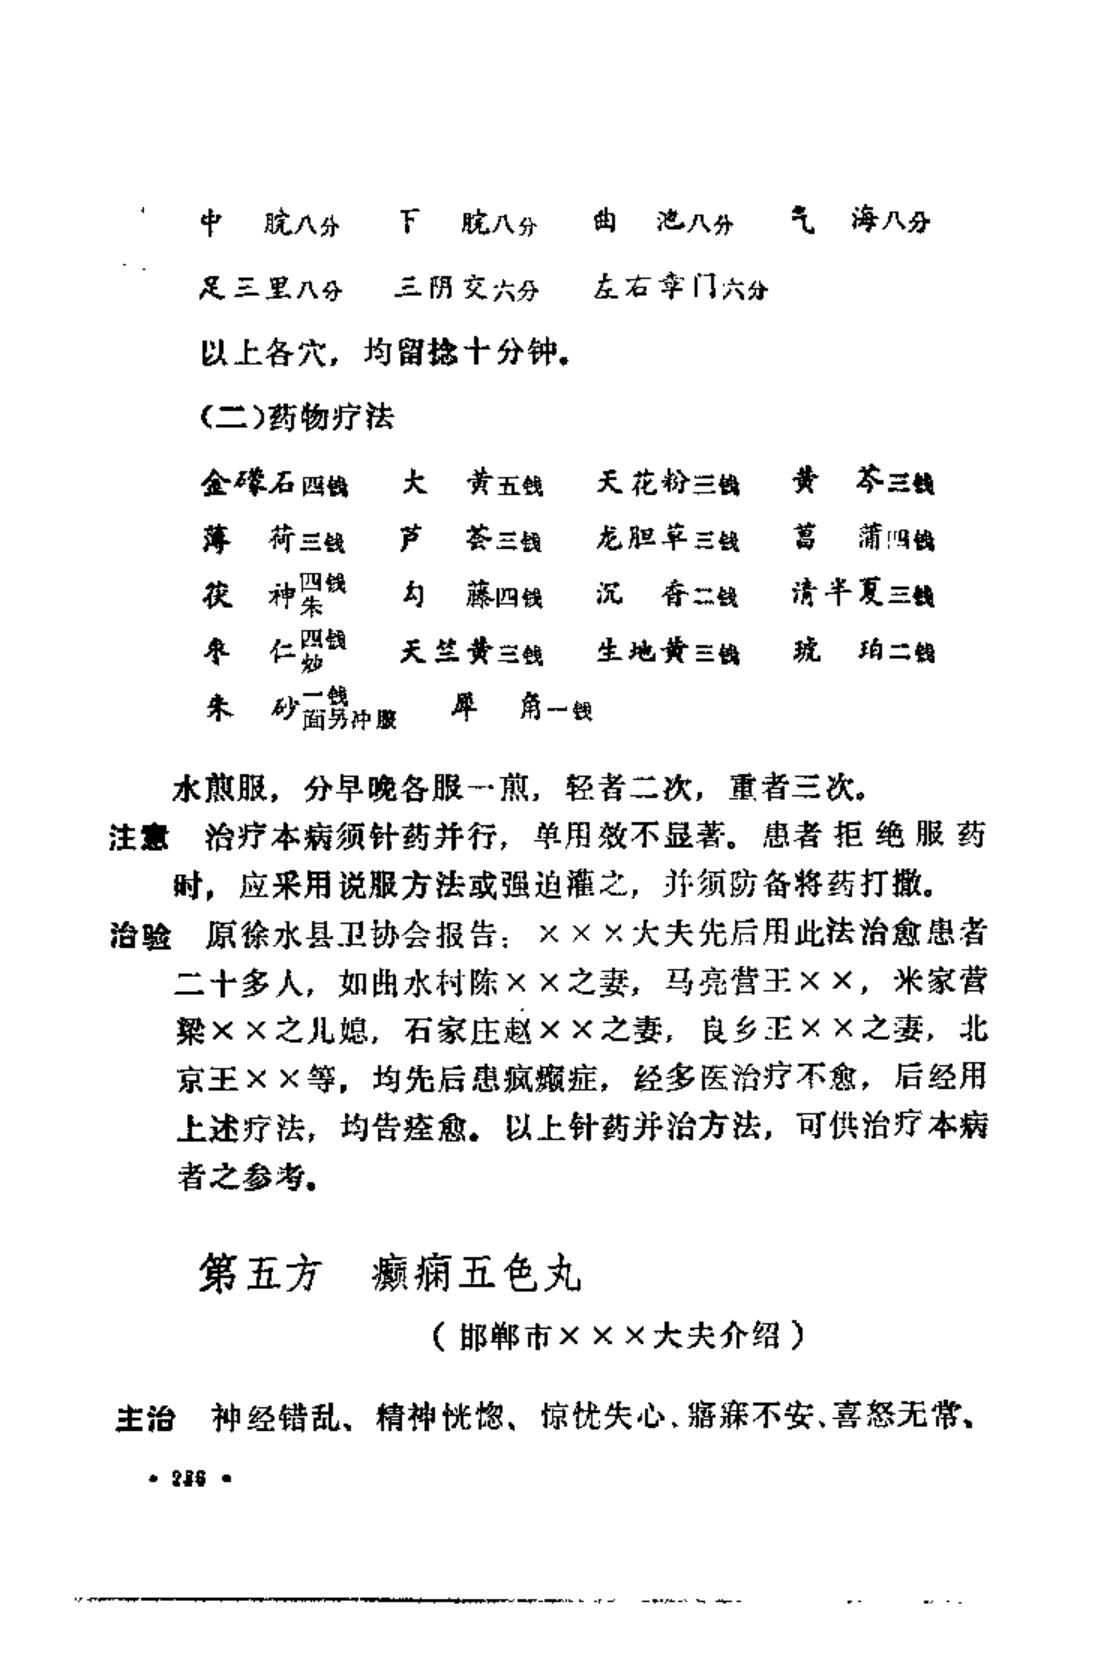 中　脘八分　下　脘八分　曲　池八分　气　海八分
足三里八分　三阴交六分　左右章门六分
以上各穴，均留捻十分钟。
（二）药物疗法
金礞石四钱　大　黄五钱　天花粉三钱　黄　芩三钱
薄　荷三钱　芦　荟三钱　龙胆草三钱　菖　蒲四钱
茯　神四钱朱　勾　藤四钱　沉　香二钱　清半夏三钱
枣　仁四钱炒　天竺黄三钱　生地黄三钱　琥　珀二钱
朱　砂一钱面另冲服　犀　角一钱
水煎服，分早晚各服一煎，轻者二次，重者三次。
注意　治疗本病须针药并行，单用效不显著。患者拒绝服药
时，应采用说服方法或强迫灌之，并须防备将药打撒。
治验　原徐水县卫协会报告：×××大夫先后用此法治愈患者
二十多人，如曲水村陈××之妻，马亮营王××，米家营
梁××之儿媳，石家庄赵××之妻，良乡王××之妻，北
京王××等，均先后患疯癫症，经多医治疗不愈，后经用
上述疗法，均告痊愈。以上针药并治方法，可供治疗本病
者之参考。
第五方　癫痫五色丸
（邯郸市×××大夫介绍）
主治　神经错乱、精神恍惚、惊忧失心、寤寐不安、喜怒无常、